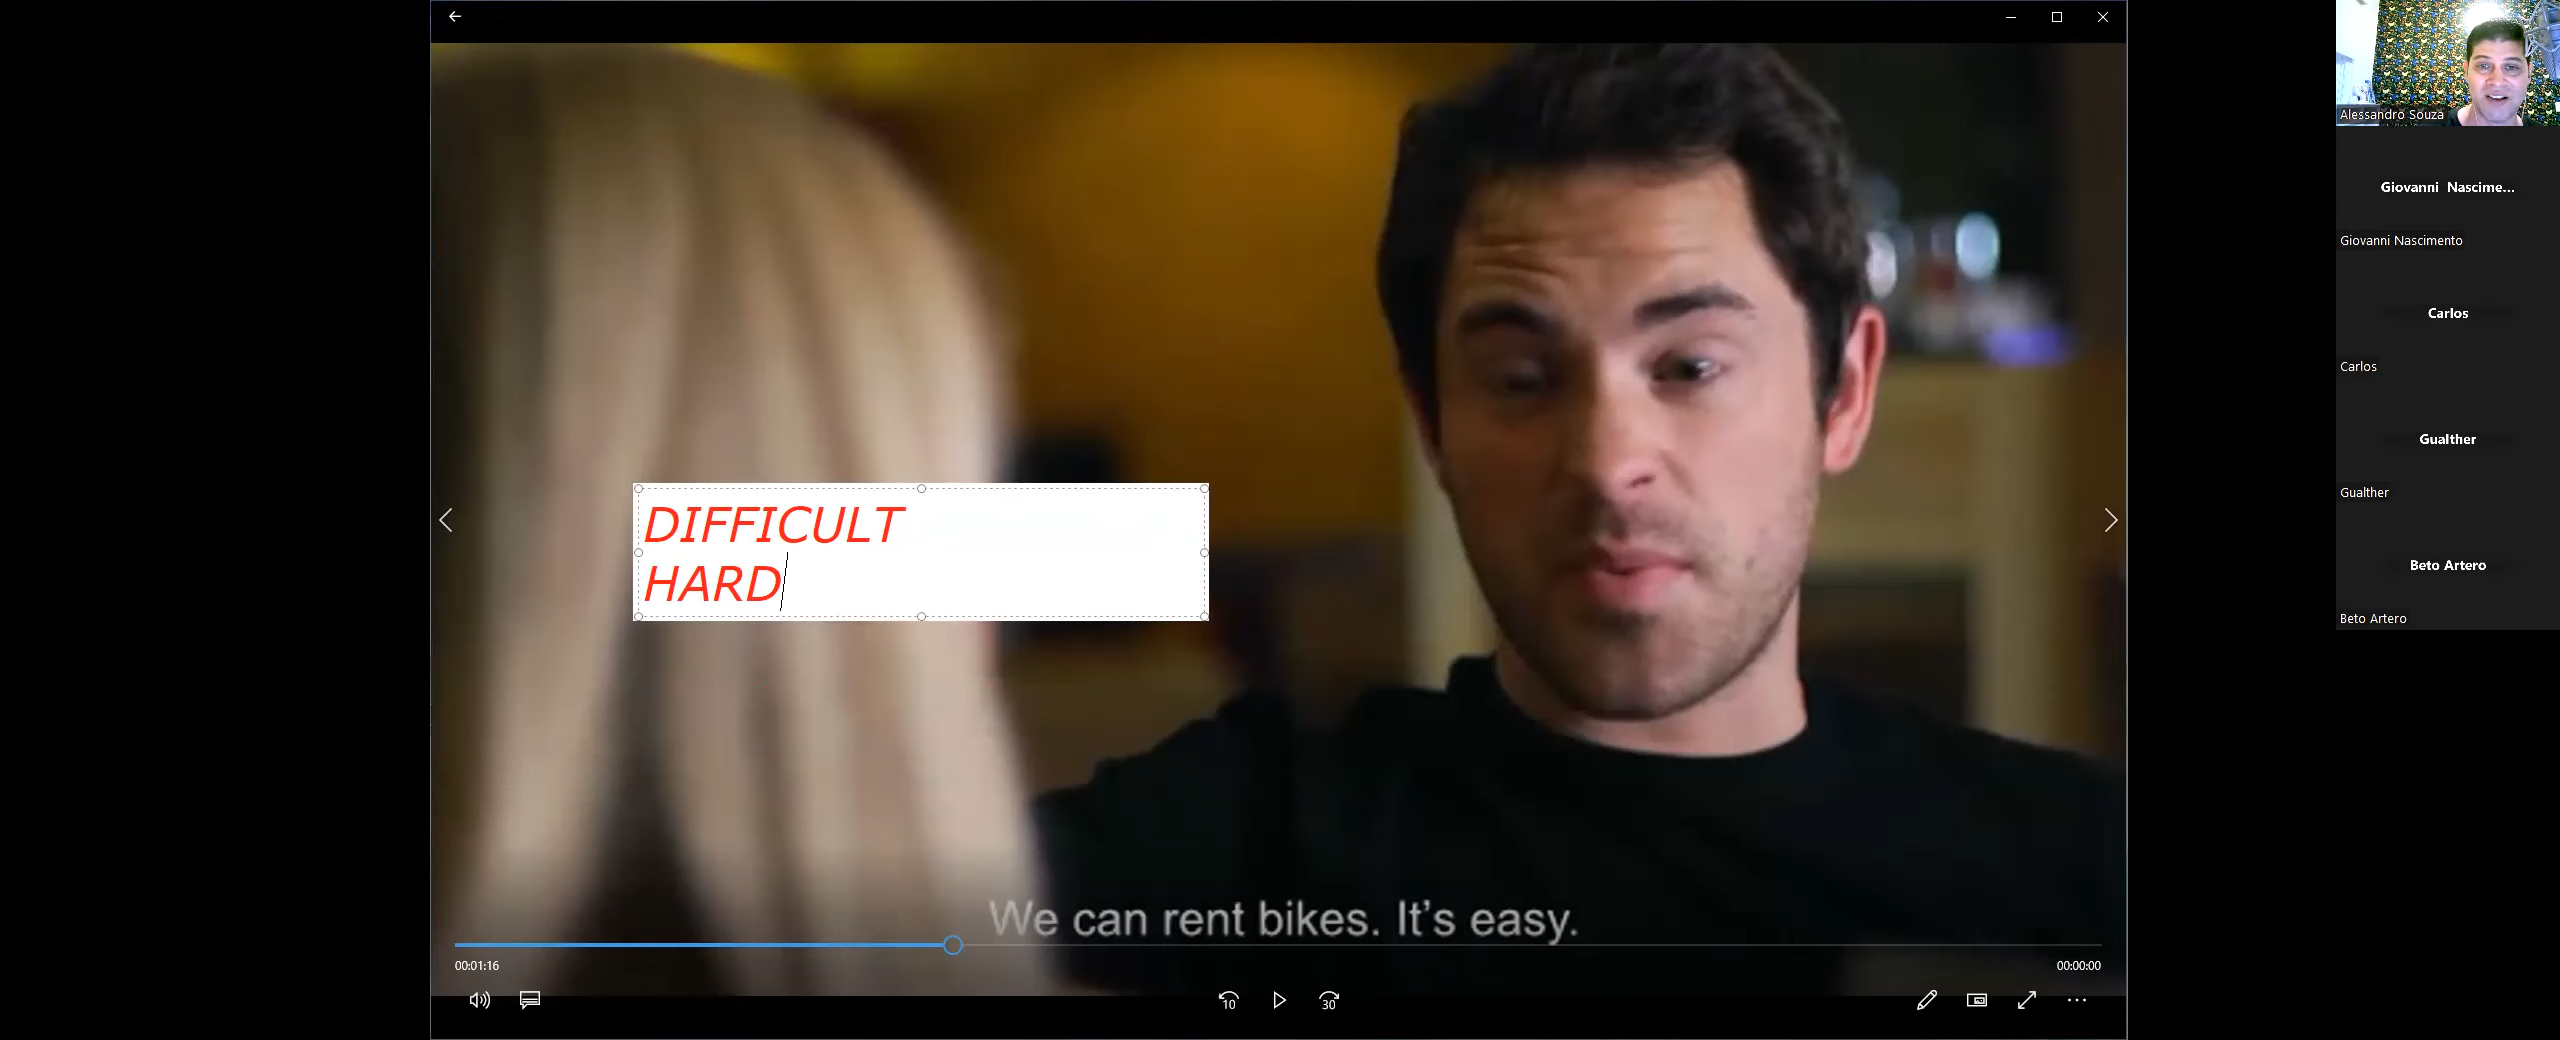 Alessandro Souza
Giovanni Nascime...
Giovanni Nascimento
Carlos
Carlos
Gualther
Gualther
Beto Artero
Beto Artero
DIFFICULT
HARD
We can rent bikes. It's easy.
00:01:16
00:00:00
10
30